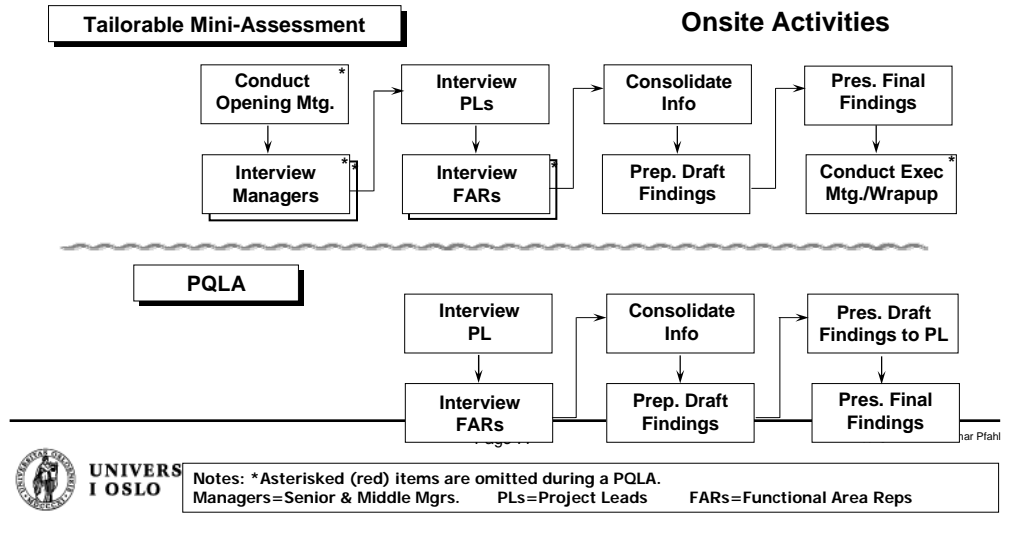 Tailorable Mini-Assessment
Onsite Activities
Conduct *
Opening Mtg.
Interview * *
Managers
Interview
PLs
Interview *
FARs
Consolidate
Info
Prep. Draft
Findings
Pres. Final
Findings
Conduct Exec *
Mtg./Wrapup
PQLA
Interview
PL
Interview
FARs
Consolidate
Info
Prep. Draft
Findings
Pres. Draft
Findings to PL
Pres. Final
Findings
Pfahl
UNIVERS
I OSLO
Notes: *Asterisked (red) items are omitted during a PQLA.
Managers=Senior & Middle Mgrs. PLs=Project Leads FARs=Functional Area Reps